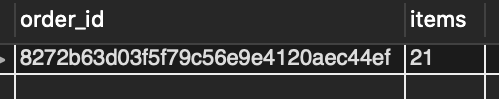 order_id items
8272b63d03f5f79c56e9e4120aec44ef 21